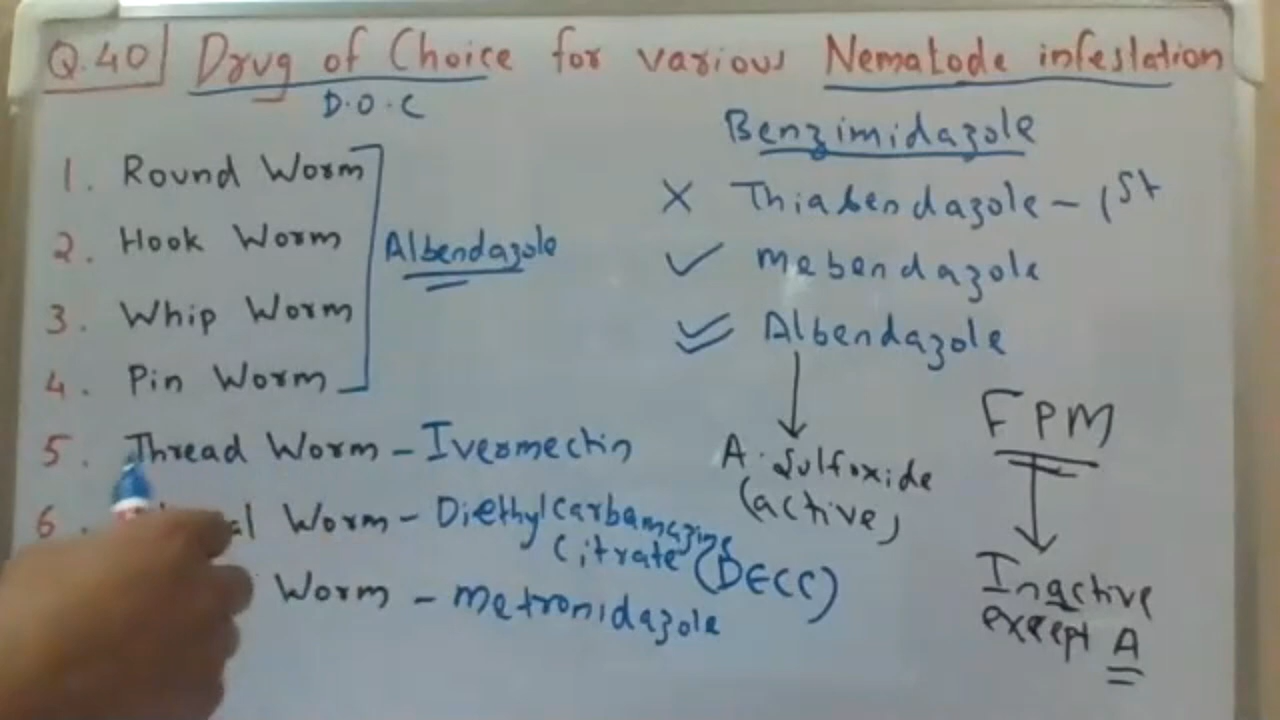 Q.40 Drug of Choice for various Nematode infestation
D.O.C
1. Round Worm
2. Hook Worm
3. Whip Worm
4. Pin Worm
Albendazole
5. Thread Worm - Ivermectin
6. al Worm - Diethylcarbamazine
Citrate (DECC)
Worm - Metronidazole
Benzimidazole
X Thiabendazole - 1st
✓ Mebendazole
✓ Albendazole
A. Sulfoxide
(active)
FPM
Inactive
except A